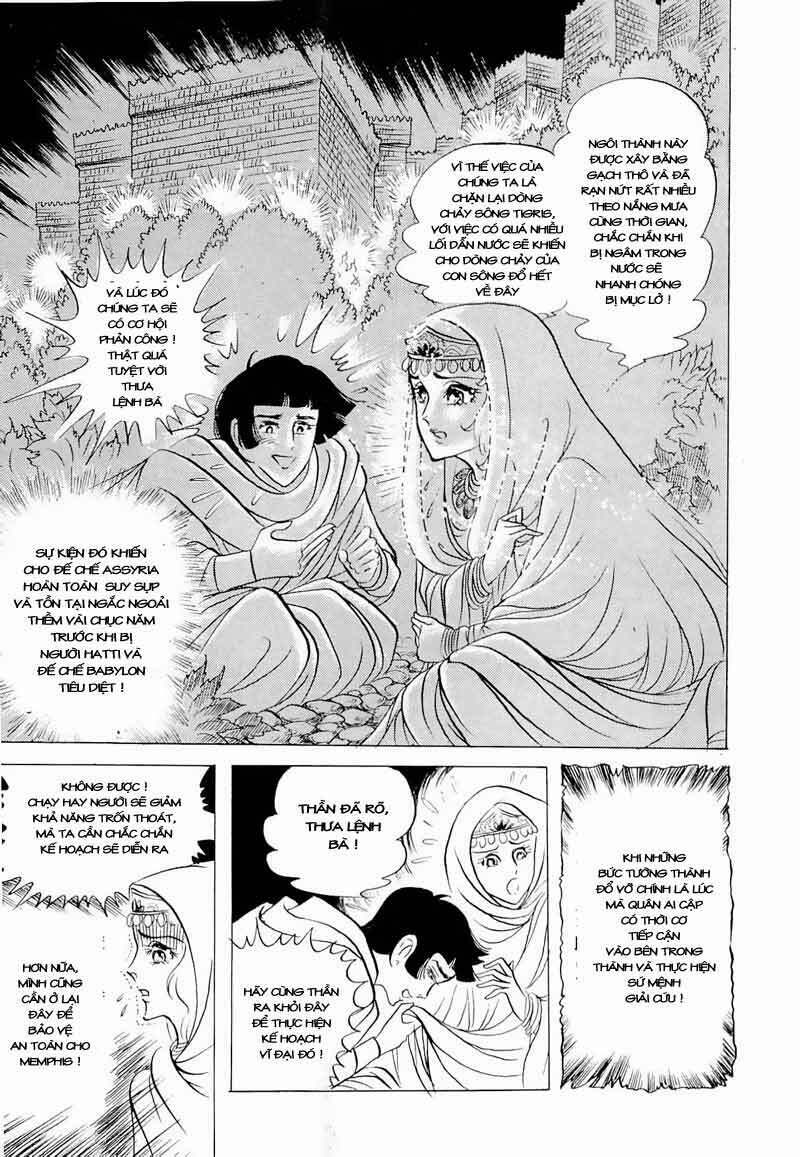 NGÔI THÀNH NÀY
ĐƯỢC XÂY BẰNG
GẠCH THÔ VÀ ĐÃ
RẠN NỨT RẤT NHIỀU
THEO NẮNG MƯA
CÙNG THỜI GIAN,
CHẮC CHẮN KHI
BỊ NGÂM TRONG
NƯỚC SẼ
NHANH CHÓNG
BỊ MỤC LỞ !
VÌ THẾ VIỆC CỦA
CHÚNG TA LÀ
CHẶN LẠI DÒNG
CHẢY SÔNG TIGRIS,
VỚI VIỆC CÓ QUÁ NHIỀU
LỐI DẪN NƯỚC SẼ KHIẾN
CHO DÒNG CHẢY CỦA
CON SÔNG ĐỔ HẾT
VỀ ĐÂY
VÀ LÚC ĐÓ
CHÚNG TA SẼ
CÓ CƠ HỘI
PHẢN CÔNG !
THẬT QUÁ
TUYỆT VỜI
THƯA
LỆNH BÀ
SỰ KIỆN ĐÓ KHIẾN
CHO ĐẾ CHẾ ASSYRIA
HOÀN TOÀN SUY SỤP
VÀ TỒN TẠI NGẮC NGOẢI
THÊM VÀI CHỤC NĂM
TRƯỚC KHI BỊ
NGƯỜI HATTI VÀ
ĐẾ CHẾ BABYLON
TIÊU DIỆT !
KHI NHỮNG
BỨC TƯỜNG THÀNH
ĐỔ VỠ CHÍNH LÀ LÚC
MÀ QUÂN AI CẬP
CÓ THỜI CƠ
TIẾP CẬN
VÀO BÊN TRONG
THÀNH VÀ THỰC HIỆN
SỨ MỆNH
GIẢI CỨU !
THẦN ĐÃ RÕ,
THƯA LỆNH
BÀ !
HÃY CÙNG THẦN
RA KHỎI ĐÂY
ĐỂ THỰC HIỆN
KẾ HOẠCH
VĨ ĐẠI ĐÓ !
KHÔNG ĐƯỢC !
CHẠY HAI NGƯỜI SẼ GIẢM
KHẢ NĂNG TRỐN THOÁT,
MÀ TA CẦN CHẮC CHẮN
KẾ HOẠCH SẼ DIỄN RA
HƠN NỮA,
MÌNH CŨNG
CẦN Ở LẠI
ĐÂY ĐỂ
BẢO VỆ
AN TOÀN CHO
MEMPHIS !